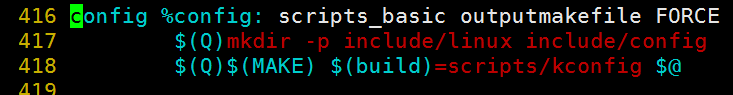 416 config %config: scripts_basic outputmakefile FORCE
417         $(Q)mkdir -p include/linux include/config
418         $(Q)$(MAKE) $(build)=scripts/kconfig $@
419